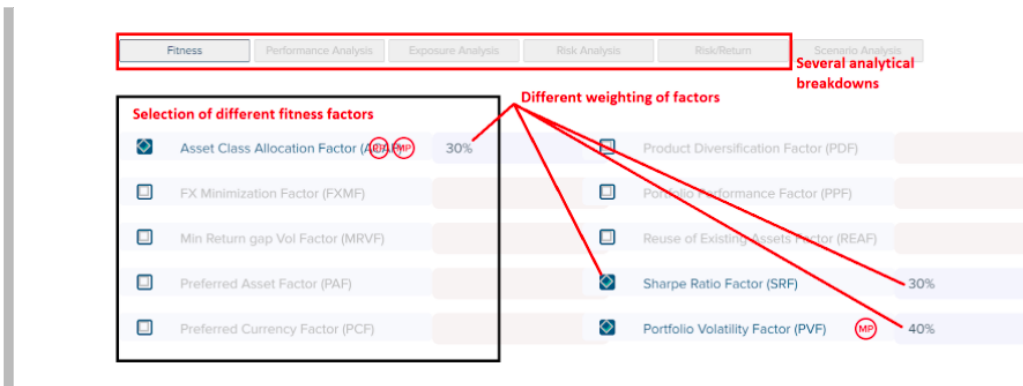 Fitness
Performance Analysis
Exposure Analysis
Risk Analysis
Risk/Return
Scenario Analysis
Several analytical
breakdowns
Different weighting of factors
Selection of different fitness factors
Asset Class Allocation Factor
MP
30%
Product Diversification Factor (PDF)
FX Minimization Factor (FXMF)
Portfolio Performance Factor (PPF)
Min Return gap Vol Factor (MRVF)
Reuse of Existing Assets Factor (REAF)
Preferred Asset Factor (PAF)
Sharpe Ratio Factor (SRF)
30%
Preferred Currency Factor (PCF)
Portfolio Volatility Factor (PVF)
MP
40%